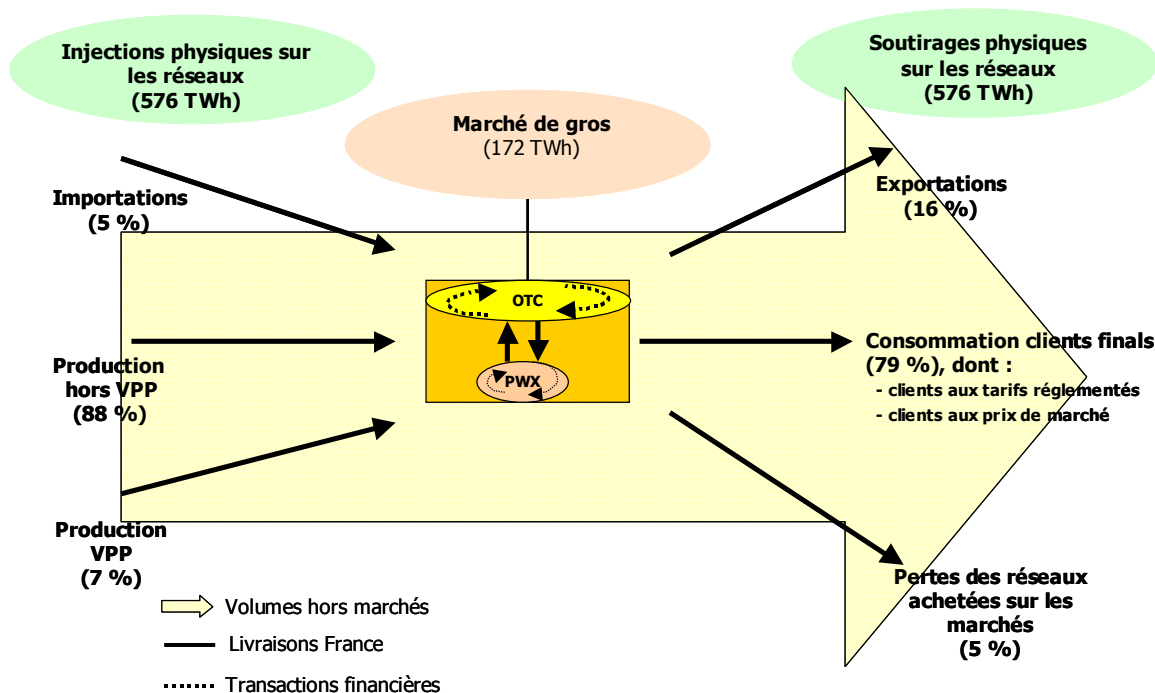 Injections physiques sur
les réseaux
(576 TWh)
Soutirages physiques
sur les réseaux
(576 TWh)
Marché de gros
(172 TWh)
Importations
(5 %)
Exportations
(16 %)
OTC
PWX
Production
hors VPP
(88 %)
Consommation clients finals
(79 %), dont :
- clients aux tarifs réglementés
- clients aux prix de marché
Production
VPP
(7 %)
Pertes des réseaux
achetées sur les
marchés
(5 %)
Volumes hors marchés
Livraisons France
Transactions financières